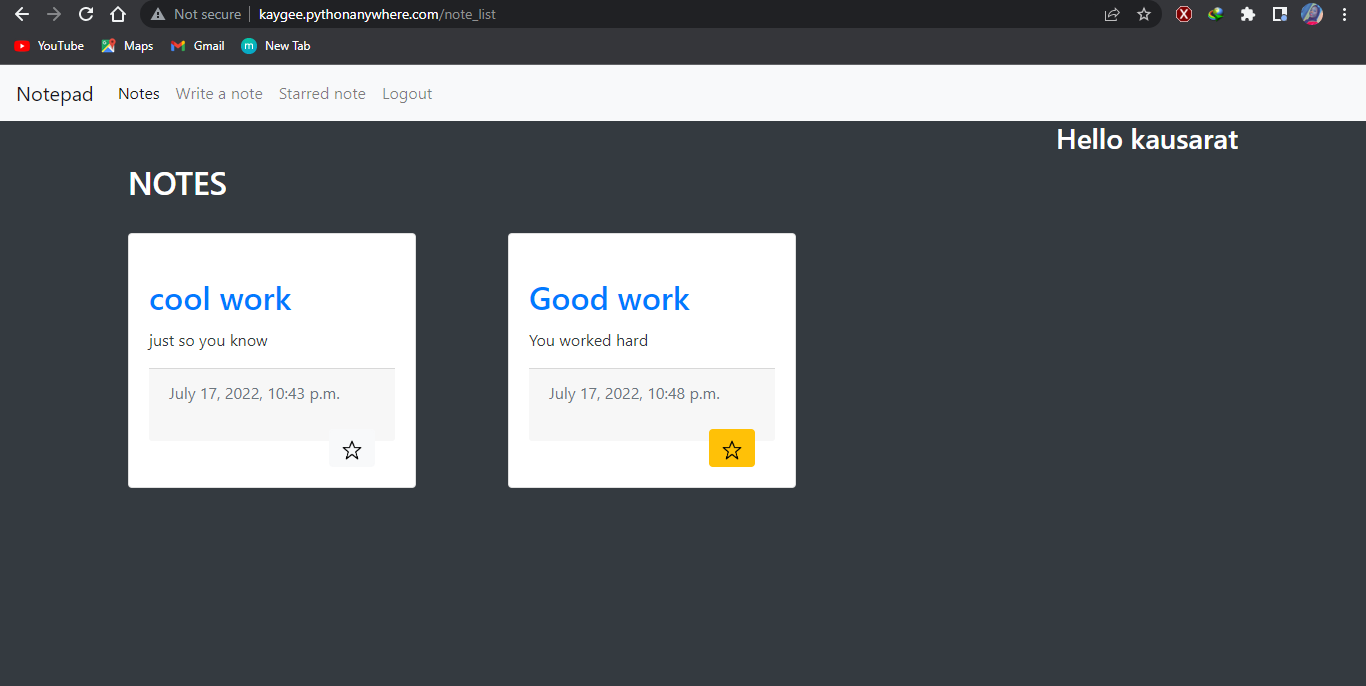 Not secure kaygee.pythonanywhere.com/note_list
YouTube Maps Gmail m New Tab
Notepad Notes Write a note Starred note Logout
Hello kausarat
NOTES
cool work
just so you know
July 17, 2022, 10:43 p.m.
Good work
You worked hard
July 17, 2022, 10:48 p.m.